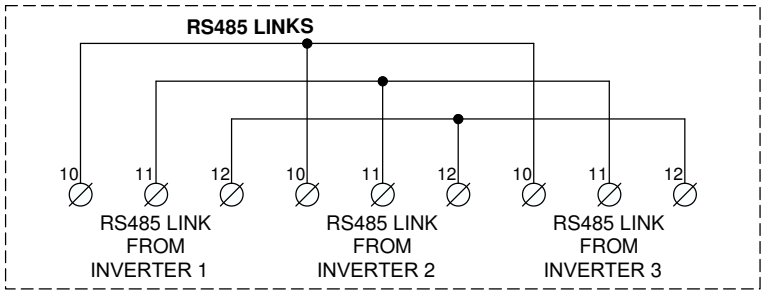 RS485 LINKS
10 11 12 10 11 12 10 11 12
RS485 LINK
FROM
INVERTER 1
RS485 LINK
FROM
INVERTER 2
RS485 LINK
FROM
INVERTER 3